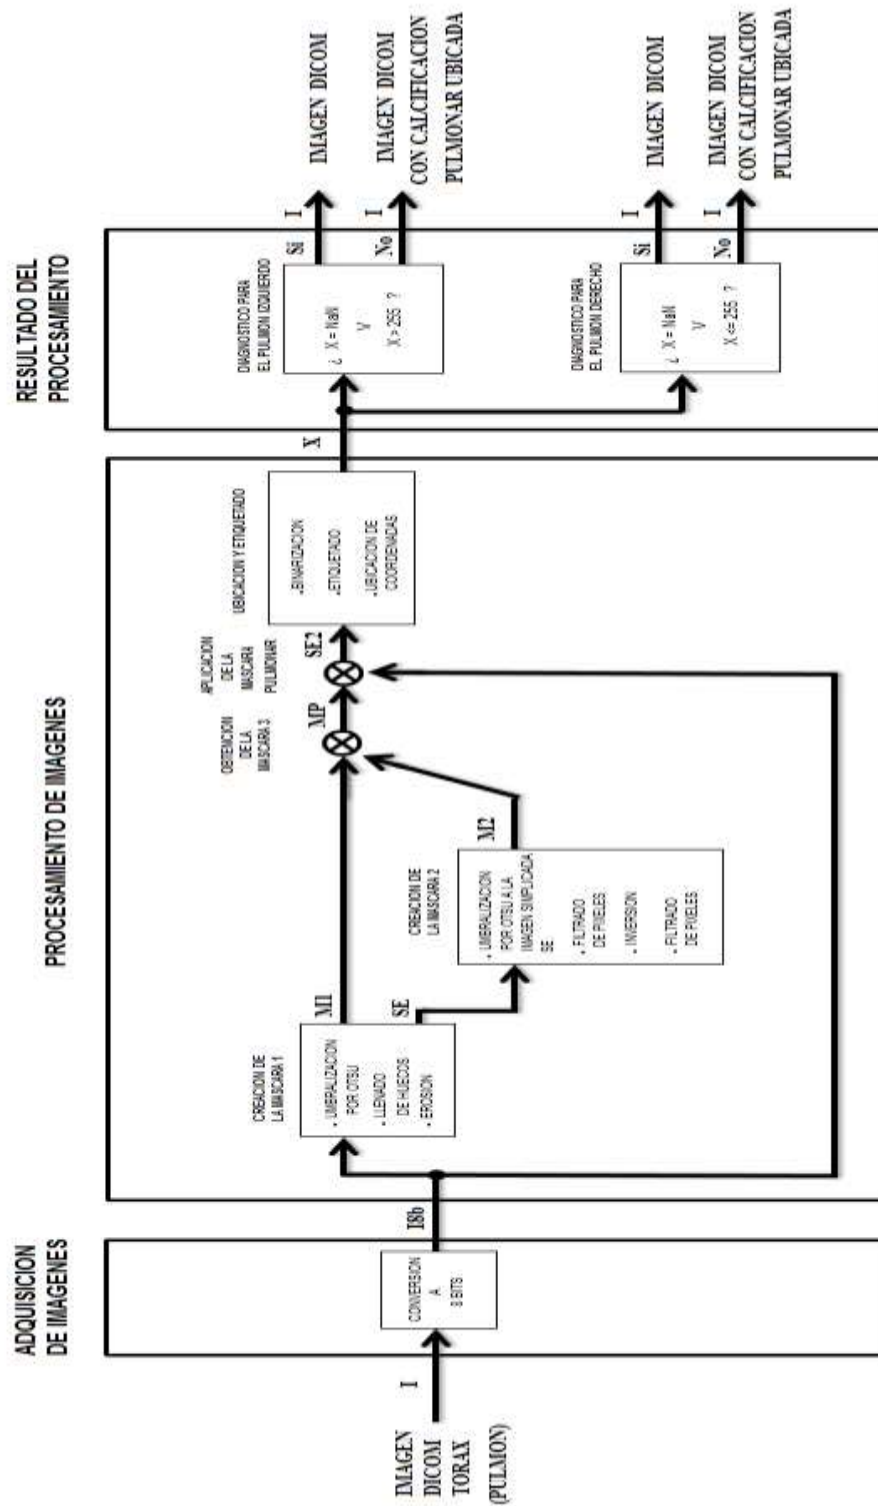 ADQUISICION
DE IMAGENES
PROCESAMIENTO DE IMAGENES
RESULTADO DEL
PROCESAMIENTO
IMAGEN
DICOM
TORAX
(PULMON)
I
CONVERSION
A
8 BITS
I8b
CREACION DE
LA MASCARA 1
. UMBRALIZACION
POR OTSU
. LLENADO
DE HUECOS
. EROSION
M1
SE
CREACION DE
LA MASCARA 2
. UMBRALIZACION
POR OTSU A LA
IMAGEN SIMPLICADA
SE
. FILTRADO
DE PIXELES
. INVERSION
. FILTRADO
DE PIXELES
M2
OBTENCION
DE LA
MASCARA 3
MP
APLICACION
DE LA
MASCARA
PULMONAR
SE2
UBICACION Y ETIQUETADO
.BINARIZACION
.ETIQUETADO
.UBICACION DE
COORDENADAS
X
DIAGNOSTICO PARA
EL PULMON IZQUIERDO
¿ X = NaN
V
X > 255 ?
Si
I
IMAGEN DICOM
No
I
IMAGEN DICOM
CON CALCIFICACION
PULMONAR UBICADA
DIAGNOSTICO PARA
EL PULMON DERECHO
¿ X = NaN
V
X <= 255 ?
Si
I
IMAGEN DICOM
No
I
IMAGEN DICOM
CON CALCIFICACION
PULMONAR UBICADA